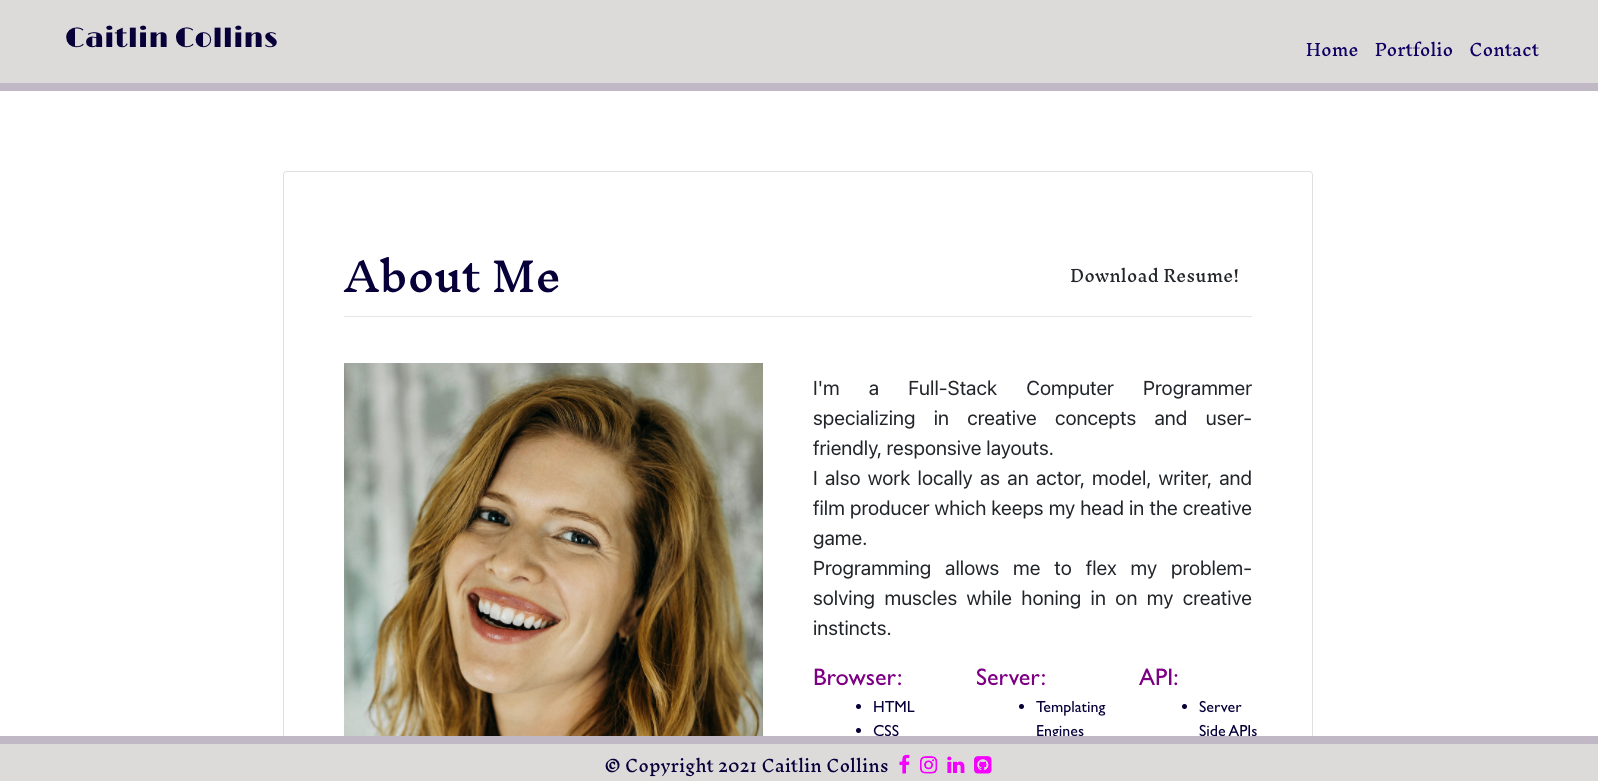 Caitlin Collins
Home Portfolio Contact
About Me
Download Resume!
I'm a Full-Stack Computer Programmer
specializing in creative concepts and user-
friendly, responsive layouts.
I also work locally as an actor, model, writer, and
film producer which keeps my head in the creative
game.
Programming allows me to flex my problem-
solving muscles while honing in on my creative
instincts.
Browser:
HTML
CSS
Server:
Templating
Engines
API:
Server
Side APIs
© Copyright 2021 Caitlin Collins